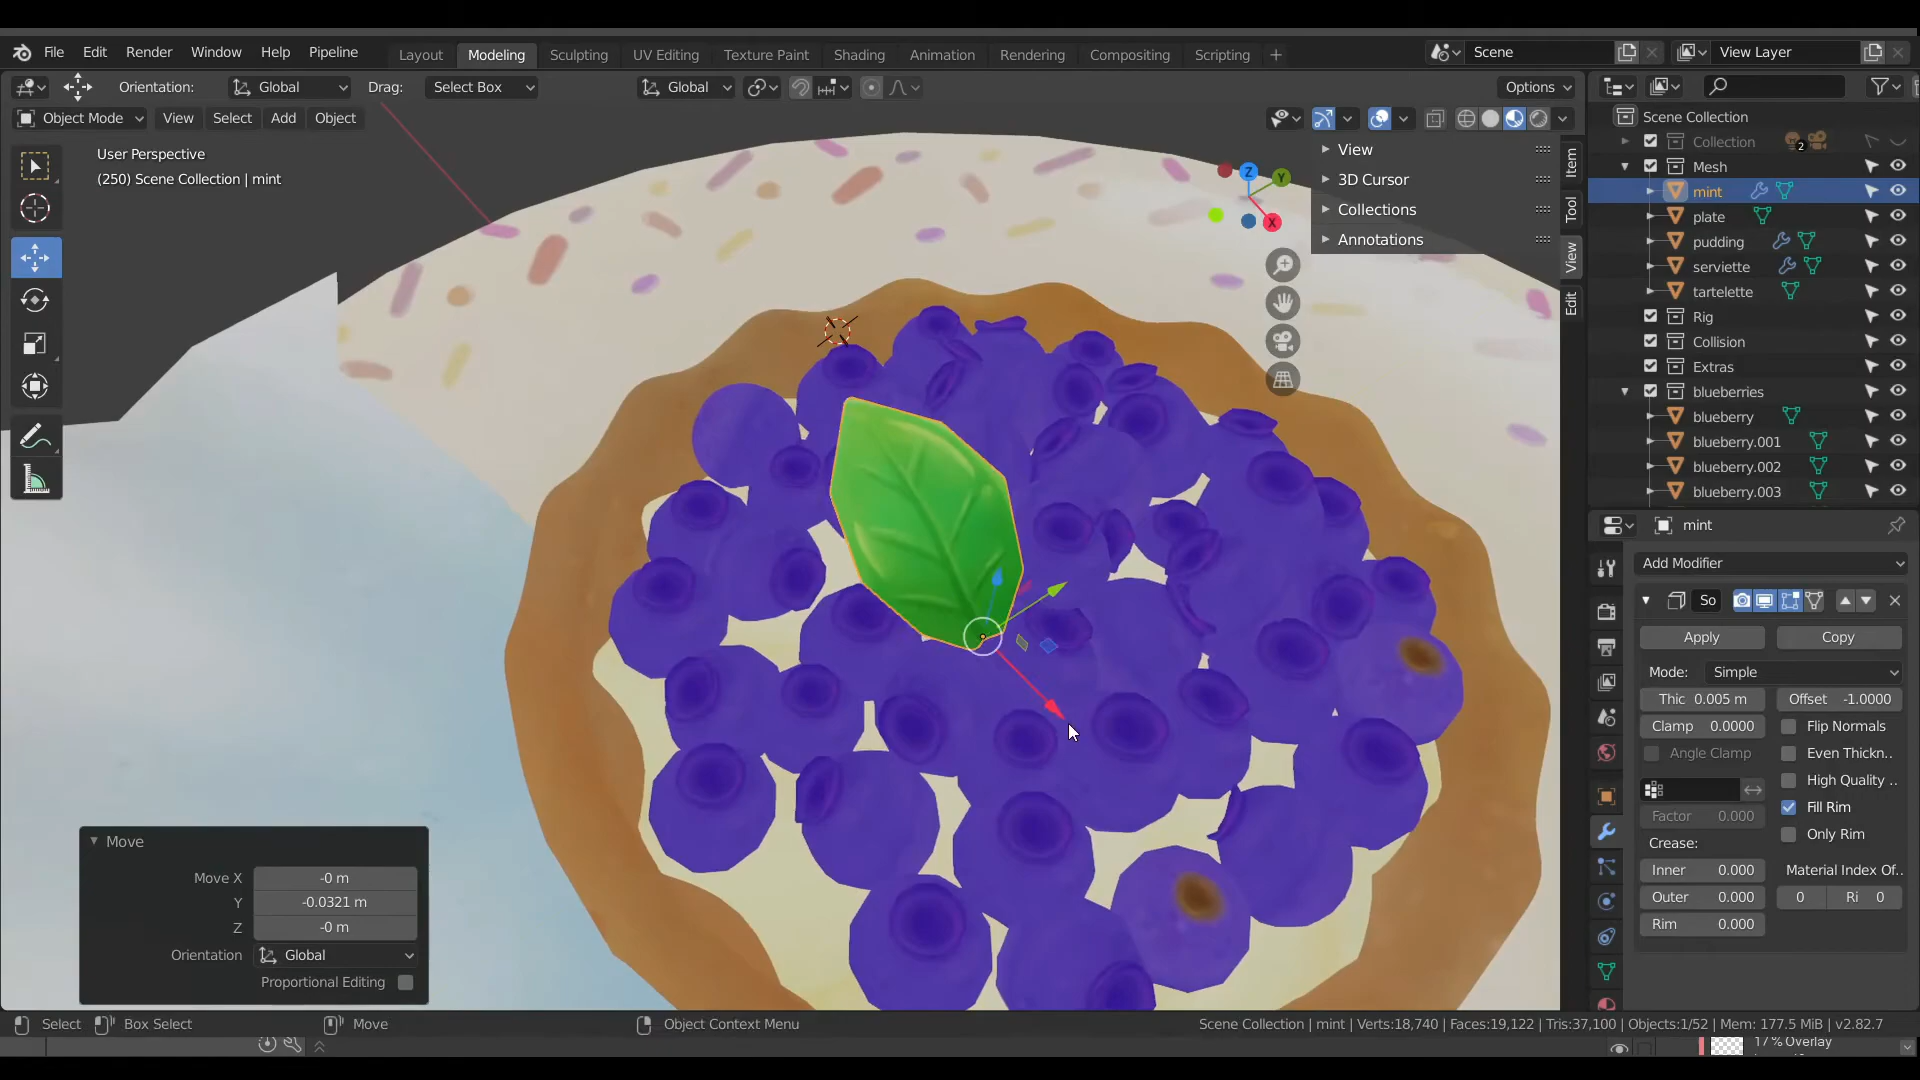 File Edit Render Window Help Pipeline Layout Modeling Sculpting UV Editing Texture Paint Shading Animation Rendering Compositing Scripting + Scene View Layer
Orientation: Global Drag: Select Box Global Options
Object Mode View Select Add Object
User Perspective
(250) Scene Collection | mint
Z
Y
X
View
3D Cursor
Collections
Annotations
Item
Tool
View
Edit
Scene Collection
Collection 2
Mesh
mint
plate
pudding
serviette
tartelette
Rig
Collision
Extras
blueberries
blueberry
blueberry.001
blueberry.002
blueberry.003
mint
Add Modifier
So
Apply Copy
Mode: Simple
Thic 0.005 m Offset -1.0000
Clamp 0.0000 Flip Normals
Angle Clamp Even Thickn..
High Quality ..
Fill Rim
Factor 0.000 Only Rim
Crease:
Inner 0.000 Material Index Of..
Outer 0.000 0 Ri 0
Rim 0.000
Move
Move X -0 m
Y -0.0321 m
Z -0 m
Orientation Global
Proportional Editing
Select Box Select Move Object Context Menu Scene Collection | mint | Verts:18,740 | Faces:19,122 | Tris:37,100 | Objects:1/52 | Mem: 177.5 MiB | v2.82.7
17 % Overlay